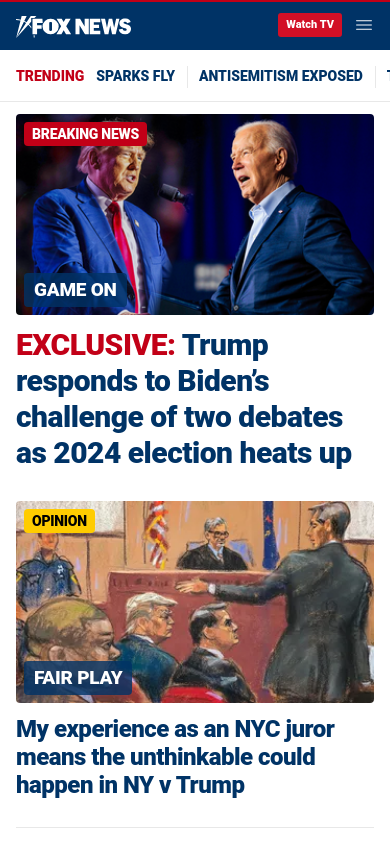 FOX NEWS
Watch TV
TRENDING SPARKS FLY ANTISEMITISM EXPOSED
BREAKING NEWS
GAME ON
EXCLUSIVE: Trump
responds to Biden’s
challenge of two debates
as 2024 election heats up
OPINION
FAIR PLAY
My experience as an NYC juror
means the unthinkable could
happen in NY v Trump